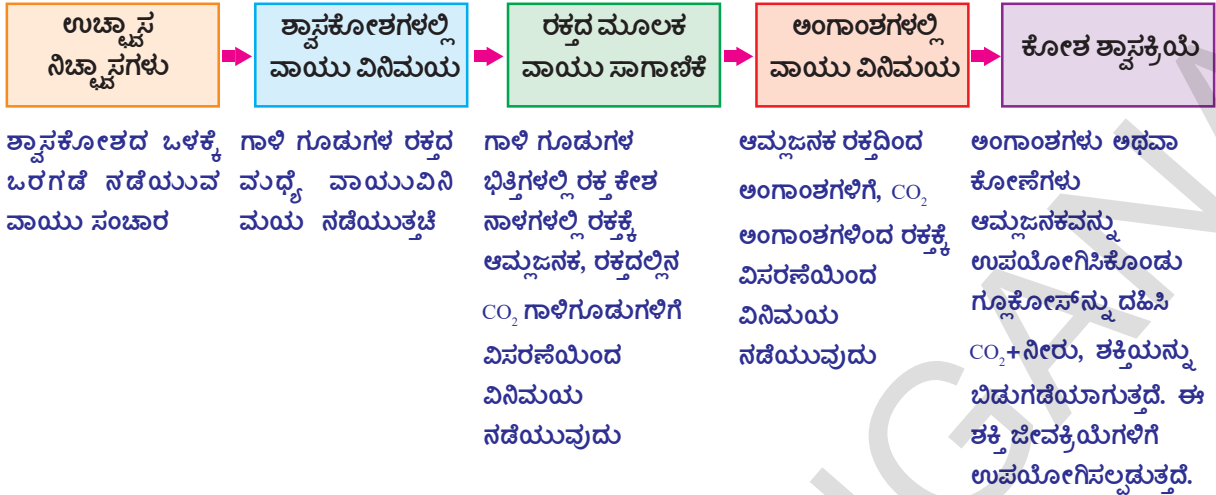 ಉಚ್ಛ್ವಾಸ
ನಿಚ್ಛ್ವಾಸಗಳು
ಶ್ವಾಸಕೋಶಗಳಲ್ಲಿ
ವಾಯು ವಿನಿಮಯ
ರಕ್ತದ ಮೂಲಕ
ವಾಯು ಸಾಗಾಣಿಕೆ
ಅಂಗಾಂಶಗಳಲ್ಲಿ
ವಾಯು ವಿನಿಮಯ
ಕೋಶ ಶ್ವಾಸಕ್ರಿಯೆ
ಶ್ವಾಸಕೋಶದ ಒಳಕ್ಕೆ
ಒರಗಡೆ ನಡೆಯುವ
ವಾಯು ಸಂಚಾರ
ಗಾಳಿ ಗೂಡುಗಳ ರಕ್ತದ
ಮಧ್ಯೆ ವಾಯುವಿನಿ
ಮಯ ನಡೆಯುತ್ತಚೆ
ಗಾಳಿ ಗೂಡುಗಳ
ಭಿತ್ತಿಗಳಲ್ಲಿ ರಕ್ತ ಕೇಶ
ನಾಳಗಳಲ್ಲಿ ರಕ್ತಕ್ಕೆ
ಆಮ್ಲಜನಕ, ರಕ್ತದಲ್ಲಿನ
CO₂ ಗಾಳಿಗೂಡುಗಳಿಗೆ
ವಿಸರಣೆಯಿಂದ
ವಿನಿಮಯ
ನಡೆಯುವುದು
ಆಮ್ಲಜನಕ ರಕ್ತದಿಂದ
ಅಂಗಾಂಶಗಳಿಗೆ, CO₂
ಅಂಗಾಂಶಗಳಿಂದ ರಕ್ತಕ್ಕೆ
ವಿಸರಣೆಯಿಂದ
ವಿನಿಮಯ
ನಡೆಯುವುದು
ಅಂಗಾಂಶಗಳು ಅಥವಾ
ಕೋಣೆಗಳು
ಆಮ್ಲಜನಕವನ್ನು
ಉಪಯೋಗಿಸಿಕೊಂಡು
ಗ್ಲೂಕೋಸ್‌ನ್ನು ದಹಿಸಿ
CO₂+ನೀರು, ಶಕ್ತಿಯನ್ನು
ಬಿಡುಗಡೆಯಾಗುತ್ತದೆ. ಈ
ಶಕ್ತಿ ಜೀವಕ್ರಿಯೆಗಳಿಗೆ
ಉಪಯೋಗಿಸಲ್ಪಡುತ್ತದೆ.